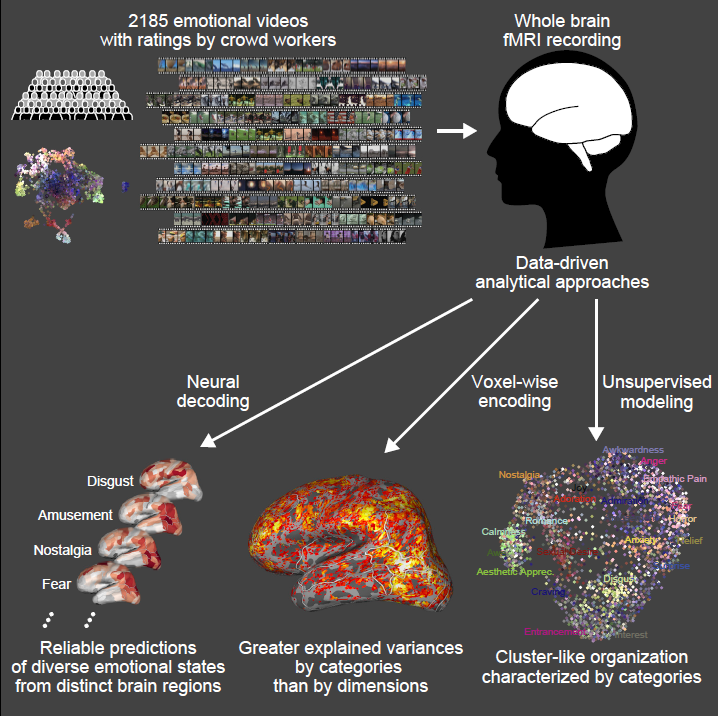 2185 emotional videos
with ratings by crowd workers
Whole brain
fMRI recording
Data-driven
analytical approaches
Neural
decoding
Voxel-wise
encoding
Unsupervised
modeling
Disgust
Amusement
Nostalgia
Fear
Awkwardness
Anger
Nostalgia
Empathic Pain
Joy
Admiration
Romance
Horror
Calmness
Anxiety
Relief
Aesthetic Apprec.
Disgust
Craving
Entrancement
Interest
Reliable predictions
of diverse emotional states
from distinct brain regions
Greater explained variances
by categories
than by dimensions
Cluster-like organization
characterized by categories